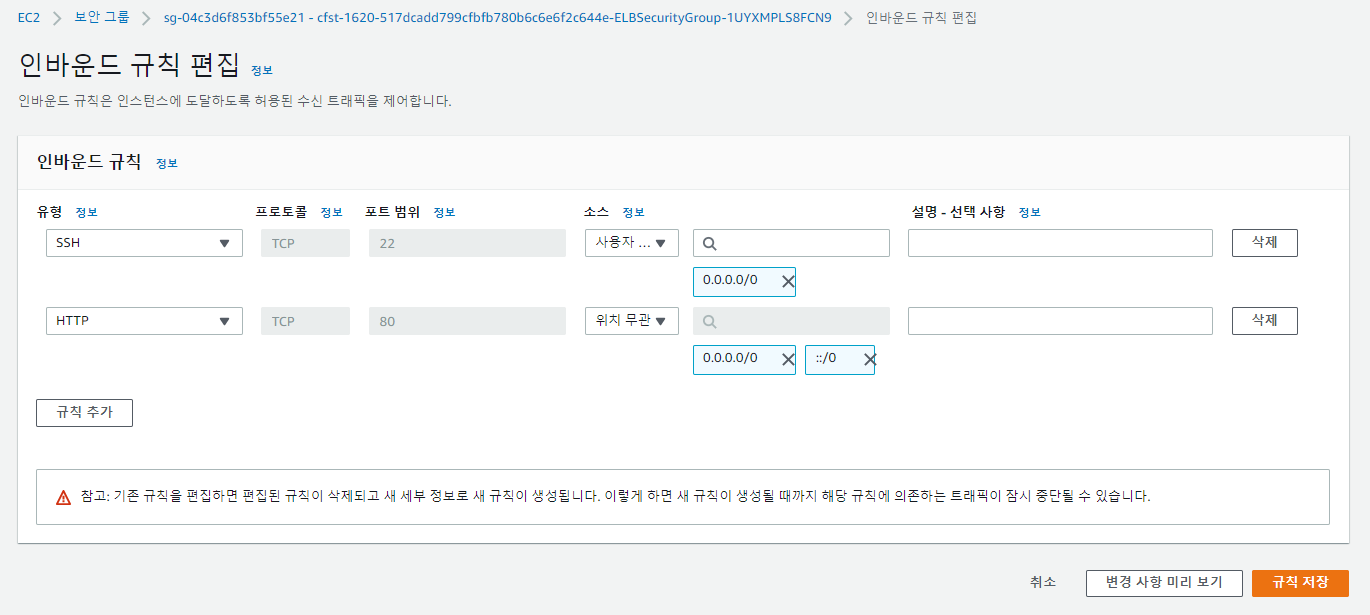 EC2 > 보안 그룹 > sg-04c3d6f853bf55e21 - cfst-1620-517dcadd799cfbfb780b6c6e6f2c644e-ELBSecurityGroup-1UYXMPLS8FCN9 > 인바운드 규칙 편집
인바운드 규칙 편집 정보
인바운드 규칙은 인스턴스에 도달하도록 허용된 수신 트래픽을 제어합니다.
인바운드 규칙 정보
유형 정보 프로토콜 정보 포트 범위 정보 소스 정보 설명 - 선택 사항 정보
SSH TCP 22 사용자 ... 삭제
0.0.0.0/0
HTTP TCP 80 위치 무관 삭제
0.0.0.0/0 ::/0
규칙 추가
참고: 기존 규칙을 편집하면 편집된 규칙이 삭제되고 새 세부 정보로 새 규칙이 생성됩니다. 이렇게 하면 새 규칙이 생성될 때까지 해당 규칙에 의존하는 트래픽이 잠시 중단될 수 있습니다.
취소 변경 사항 미리 보기 규칙 저장